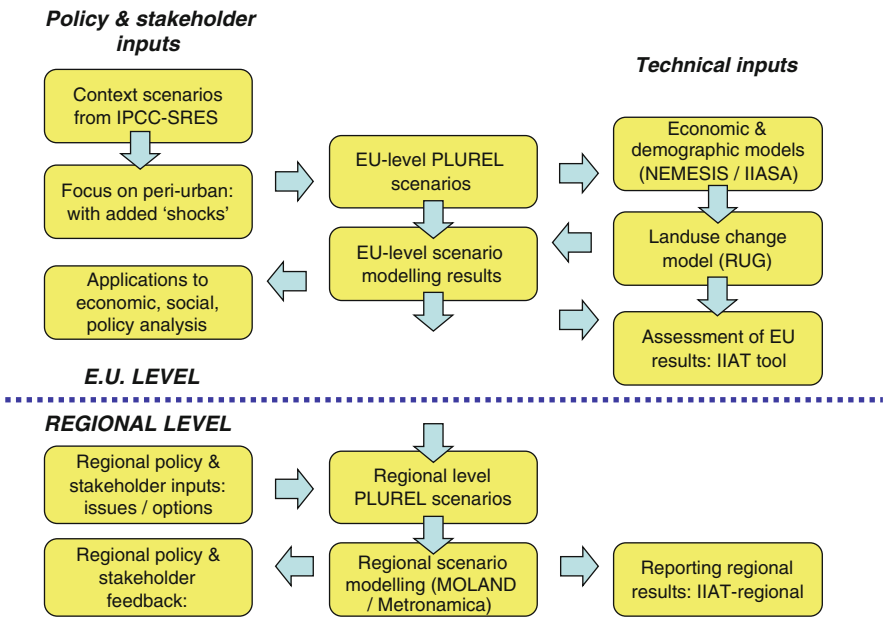 Policy & stakeholder
inputs
Technical inputs
Context scenarios
from IPCC-SRES
Focus on peri-urban:
with added ‘shocks’
Applications to
economic, social,
policy analysis
EU-level PLUREL
scenarios
EU-level scenario
modelling results
Economic &
demographic models
(NEMESIS / IIASA)
Landuse change
model (RUG)
Assessment of EU
results: IIAT tool
E.U. LEVEL
REGIONAL LEVEL
Regional policy &
stakeholder inputs:
issues / options
Regional level
PLUREL scenarios
Regional policy &
stakeholder
feedback:
Regional scenario
modelling (MOLAND
/ Metronamica)
Reporting regional
results: IIAT-regional